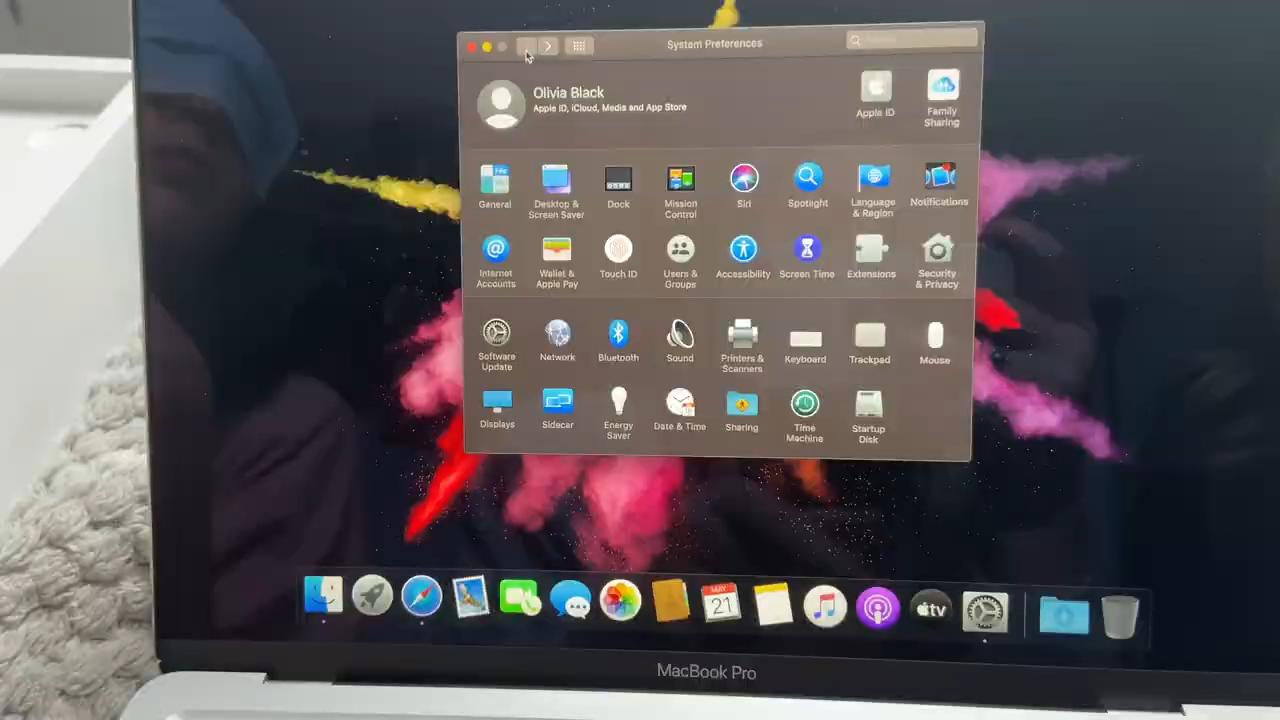 System Preferences
Olivia Black
Apple ID, iCloud, Media and App Store
Apple ID
Family
Sharing
General
Desktop &
Screen Saver
Dock
Mission
Control
Siri
Spotlight
Language
& Region
Notifications
Internet
Accounts
Wallet &
Apple Pay
Touch ID
Users &
Groups
Accessibility
Screen Time
Extensions
Security
& Privacy
Software
Update
Network
Bluetooth
Sound
Printers &
Scanners
Keyboard
Trackpad
Mouse
Displays
Sidecar
Energy
Saver
Date & Time
Sharing
Time
Machine
Startup
Disk
MAY
21
tv
MacBook Pro